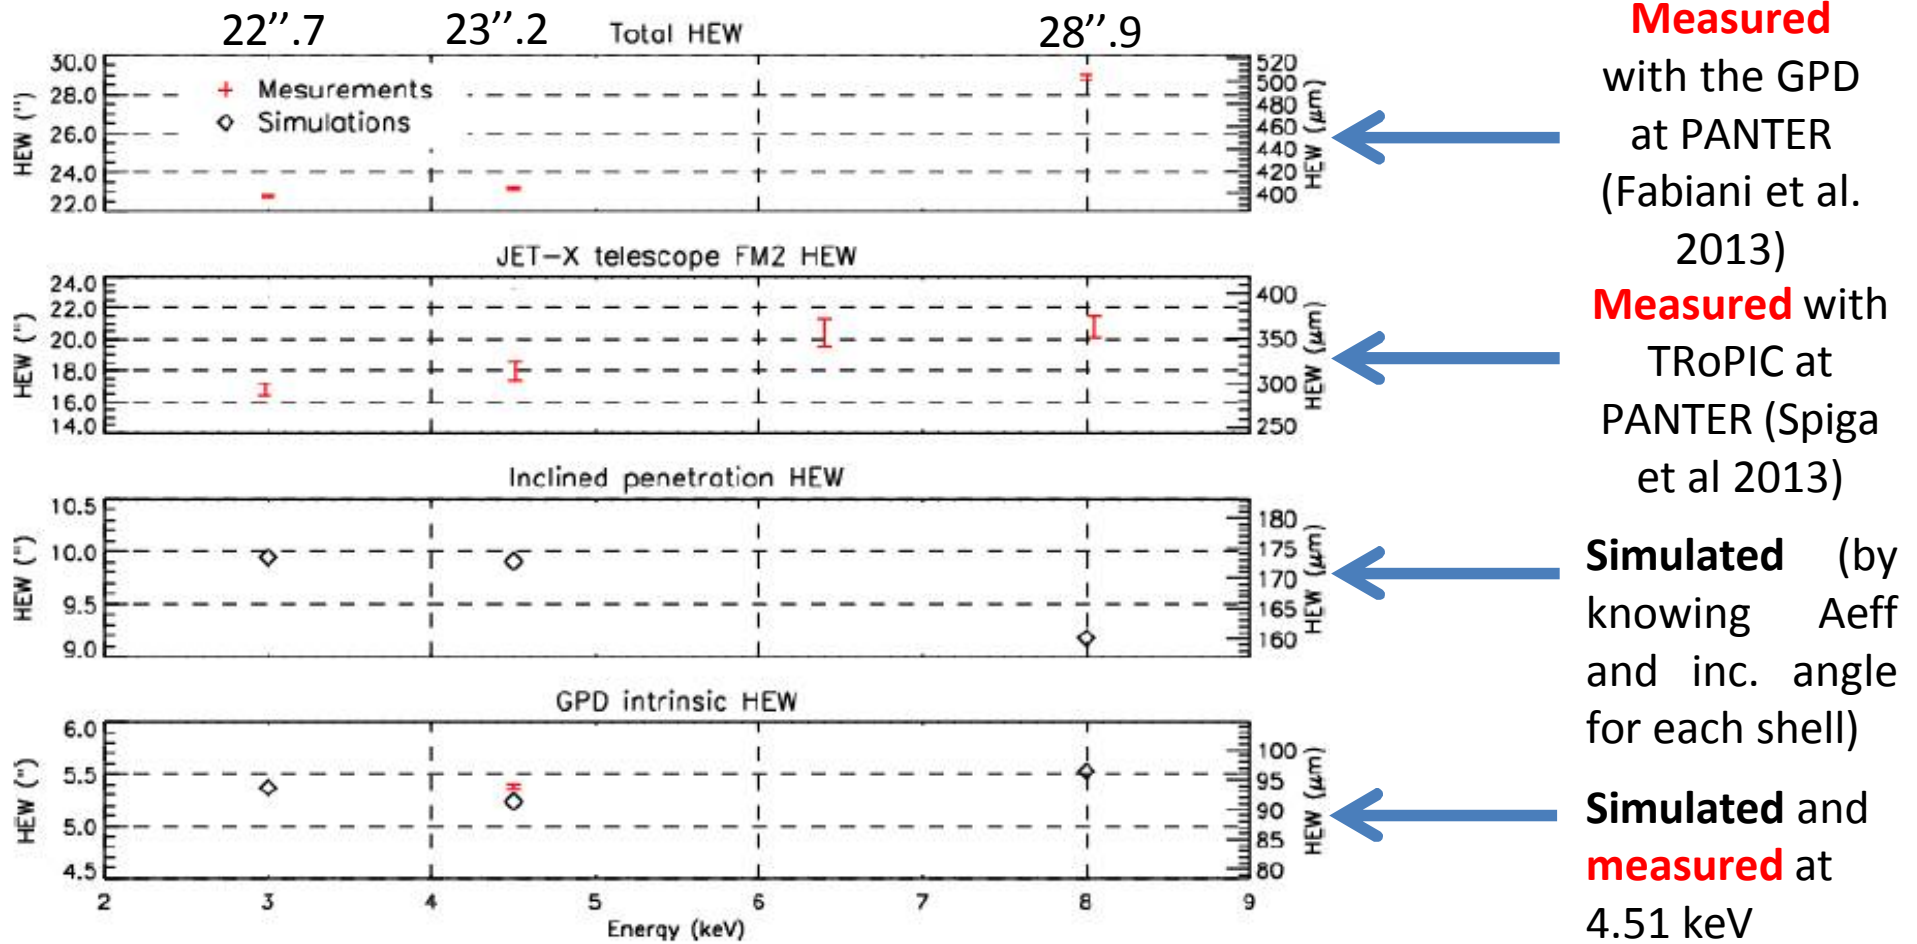 22’’.7 23’’.2 28’’.9
Total HEW
30.0
28.0
26.0
24.0
22.0
HEW (")
+ Mesurements
◇ Simulations
520
500
480
460
440
420
400
HEW (μm)
JET-X telescope FM2 HEW
24.0
22.0
20.0
18.0
16.0
14.0
HEW (")
400
350
300
250
HEW (μm)
Inclined penetration HEW
10.5
10.0
9.5
9.0
HEW (")
180
175
170
165
160
HEW (μm)
GPD intrinsic HEW
6.0
5.5
5.0
4.5
HEW (")
100
95
90
85
80
HEW (μm)
2 3 4 5 6 7 8 9
Energy (keV)
Measured
with the GPD
at PANTER
(Fabiani et al.
2013)
Measured with
TRoPIC at
PANTER (Spiga
et al 2013)
Simulated (by
knowing Aeff
and inc. angle
for each shell)
Simulated and
measured at
4.51 keV